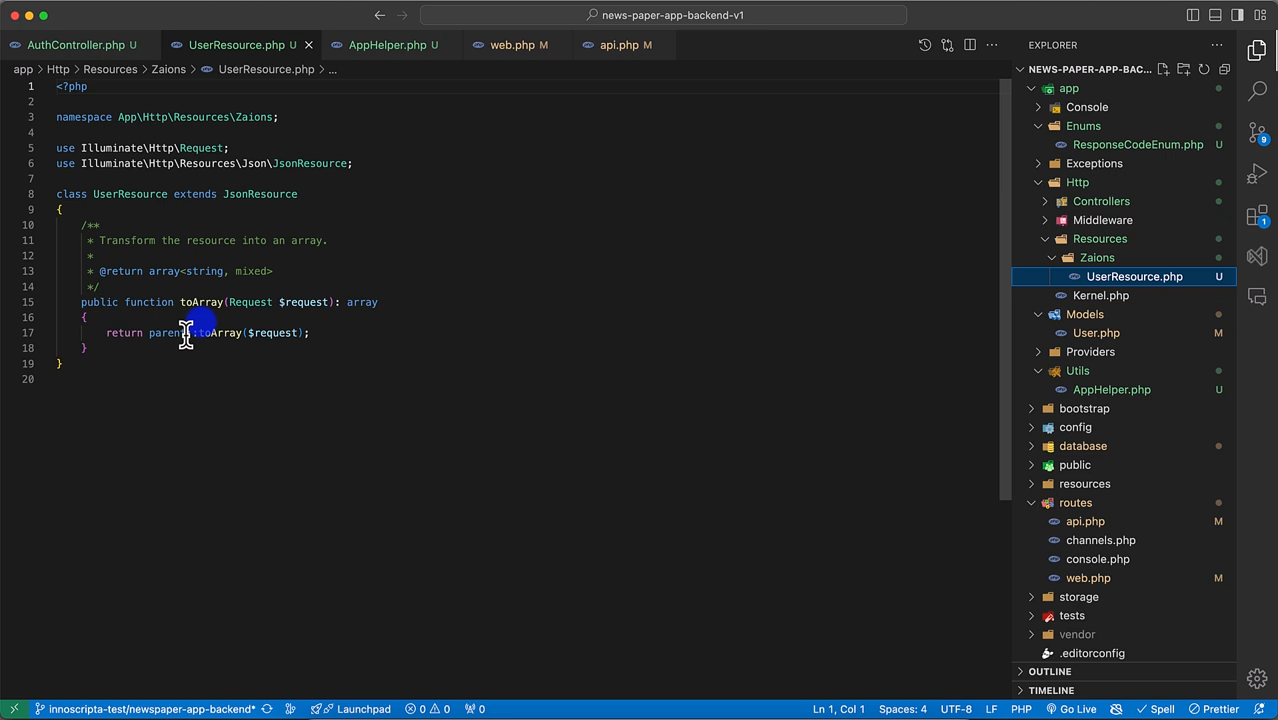 news-paper-app-backend-v1
AuthController.php U
UserResource.php U
AppHelper.php U
web.php M
api.php M
EXPLORER
app > Http > Resources > Zaions > UserResource.php > ...
NEWS-PAPER-APP-BAC...
1 <?php
2
3 namespace App\Http\Resources\Zaions;
4
5 use Illuminate\Http\Request;
6 use Illuminate\Http\Resources\Json\JsonResource;
7
8 class UserResource extends JsonResource
9 {
10 /**
11 * Transform the resource into an array.
12 *
13 * @return array<string, mixed>
14 */
15 public function toArray(Request $request): array
16 {
17 return parent::toArray($request);
18 }
19 }
20
app
Console
Enums
ResponseCodeEnum.php U
Exceptions
Http
Controllers
Middleware
Resources
Zaions
UserResource.php U
Kernel.php
Models
User.php M
Providers
Utils
AppHelper.php U
bootstrap
config
database
public
resources
routes
api.php M
channels.php
console.php
web.php M
storage
tests
vendor
.editorconfig
OUTLINE
TIMELINE
9
1
innoscripta-test/newspaper-app-backend* Launchpad 0 0 0 Ln 1, Col 1 Spaces: 4 UTF-8 LF PHP Go Live Spell Prettier